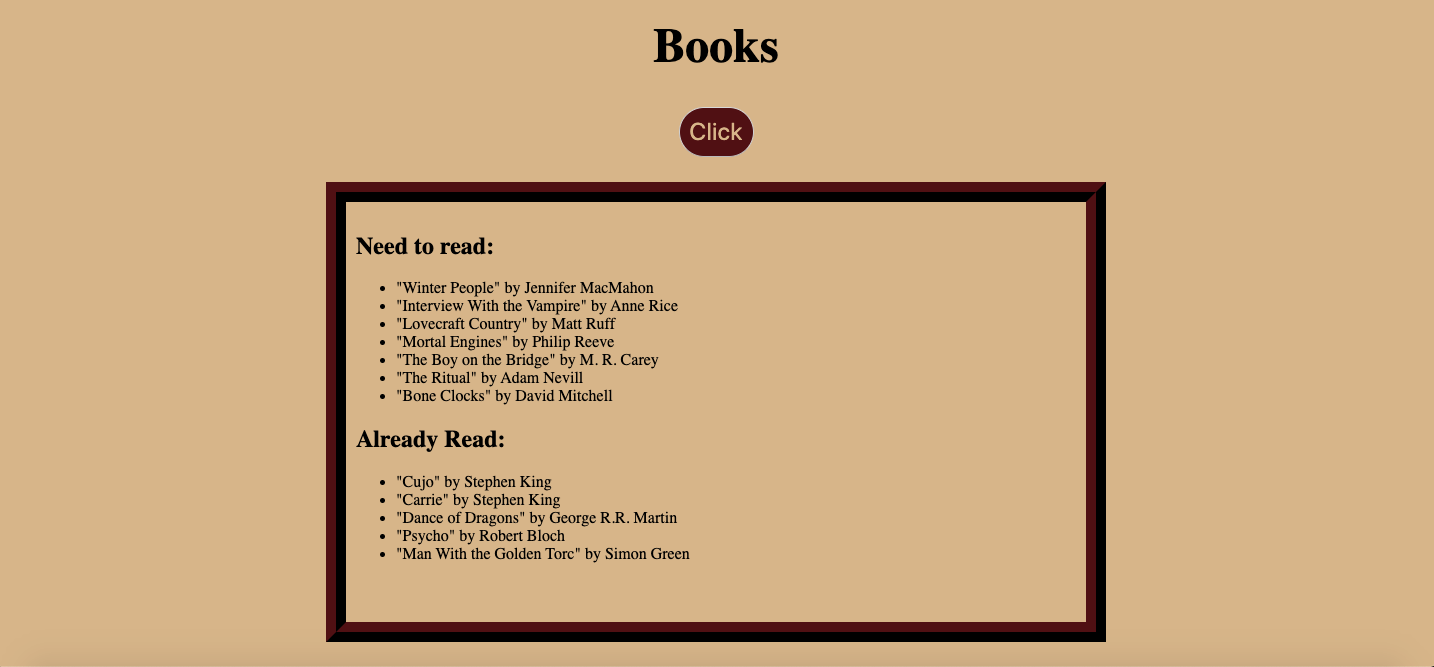 Books
Click
Need to read:
"Winter People" by Jennifer MacMahon
"Interview With the Vampire" by Anne Rice
"Lovecraft Country" by Matt Ruff
"Mortal Engines" by Philip Reeve
"The Boy on the Bridge" by M. R. Carey
"The Ritual" by Adam Nevill
"Bone Clocks" by David Mitchell
Already Read:
"Cujo" by Stephen King
"Carrie" by Stephen King
"Dance of Dragons" by George R.R. Martin
"Psycho" by Robert Bloch
"Man With the Golden Torc" by Simon Green